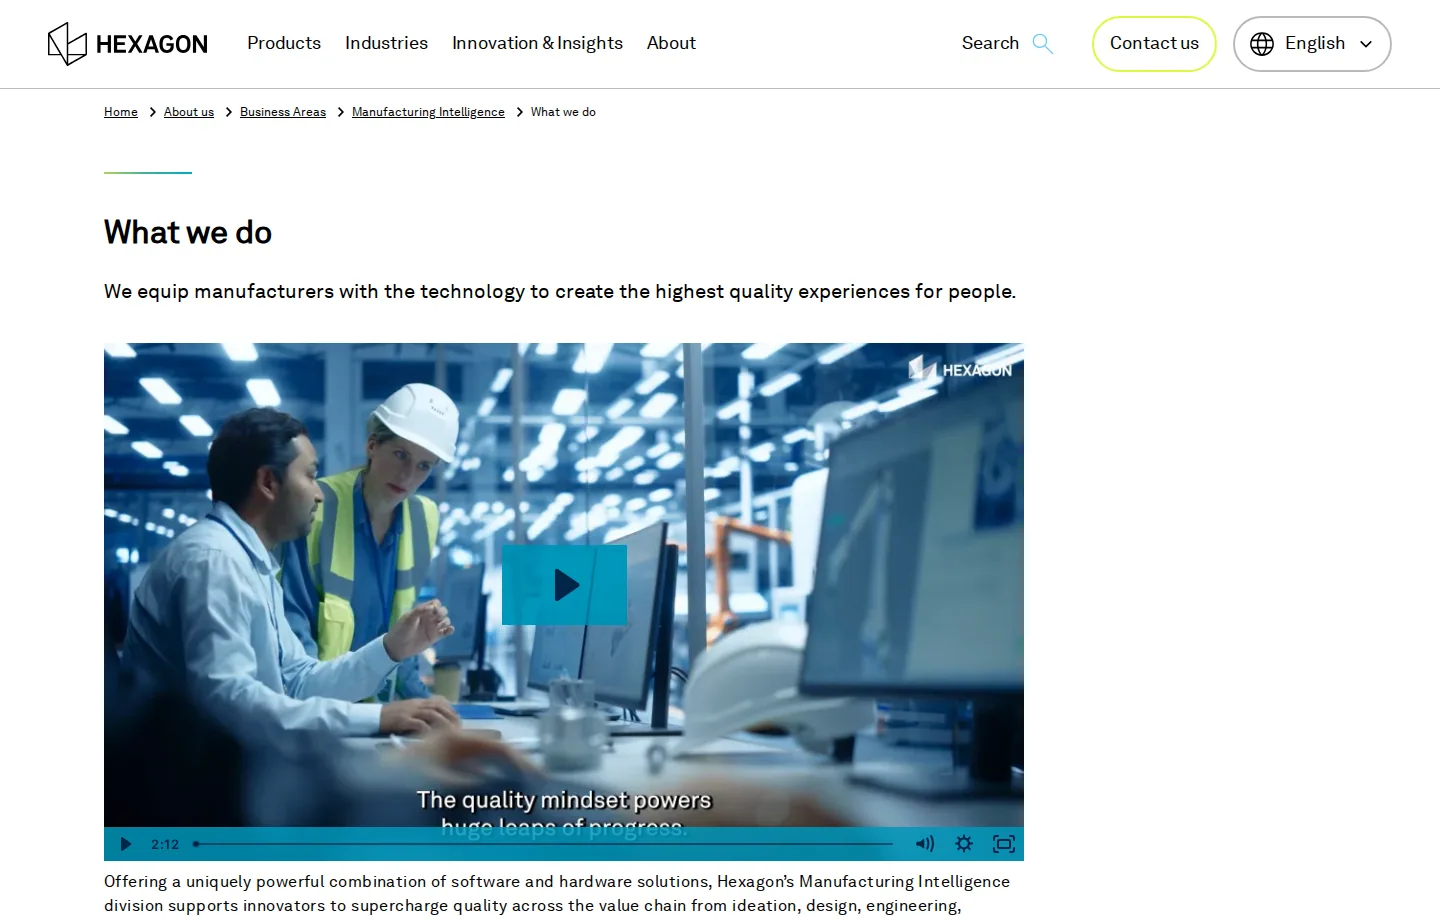 HEXAGON
Products
Industries
Innovation & Insights
About
Search
Contact us
English
Home
About us
Business Areas
Manufacturing Intelligence
What we do
What we do
We equip manufacturers with the technology to create the highest quality experiences for people.
HEXAGON
The quality mindset powers
huge leaps of progress.
2:12
Offering a uniquely powerful combination of software and hardware solutions, Hexagon’s Manufacturing Intelligence
division supports innovators to supercharge quality across the value chain from ideation, design, engineering,